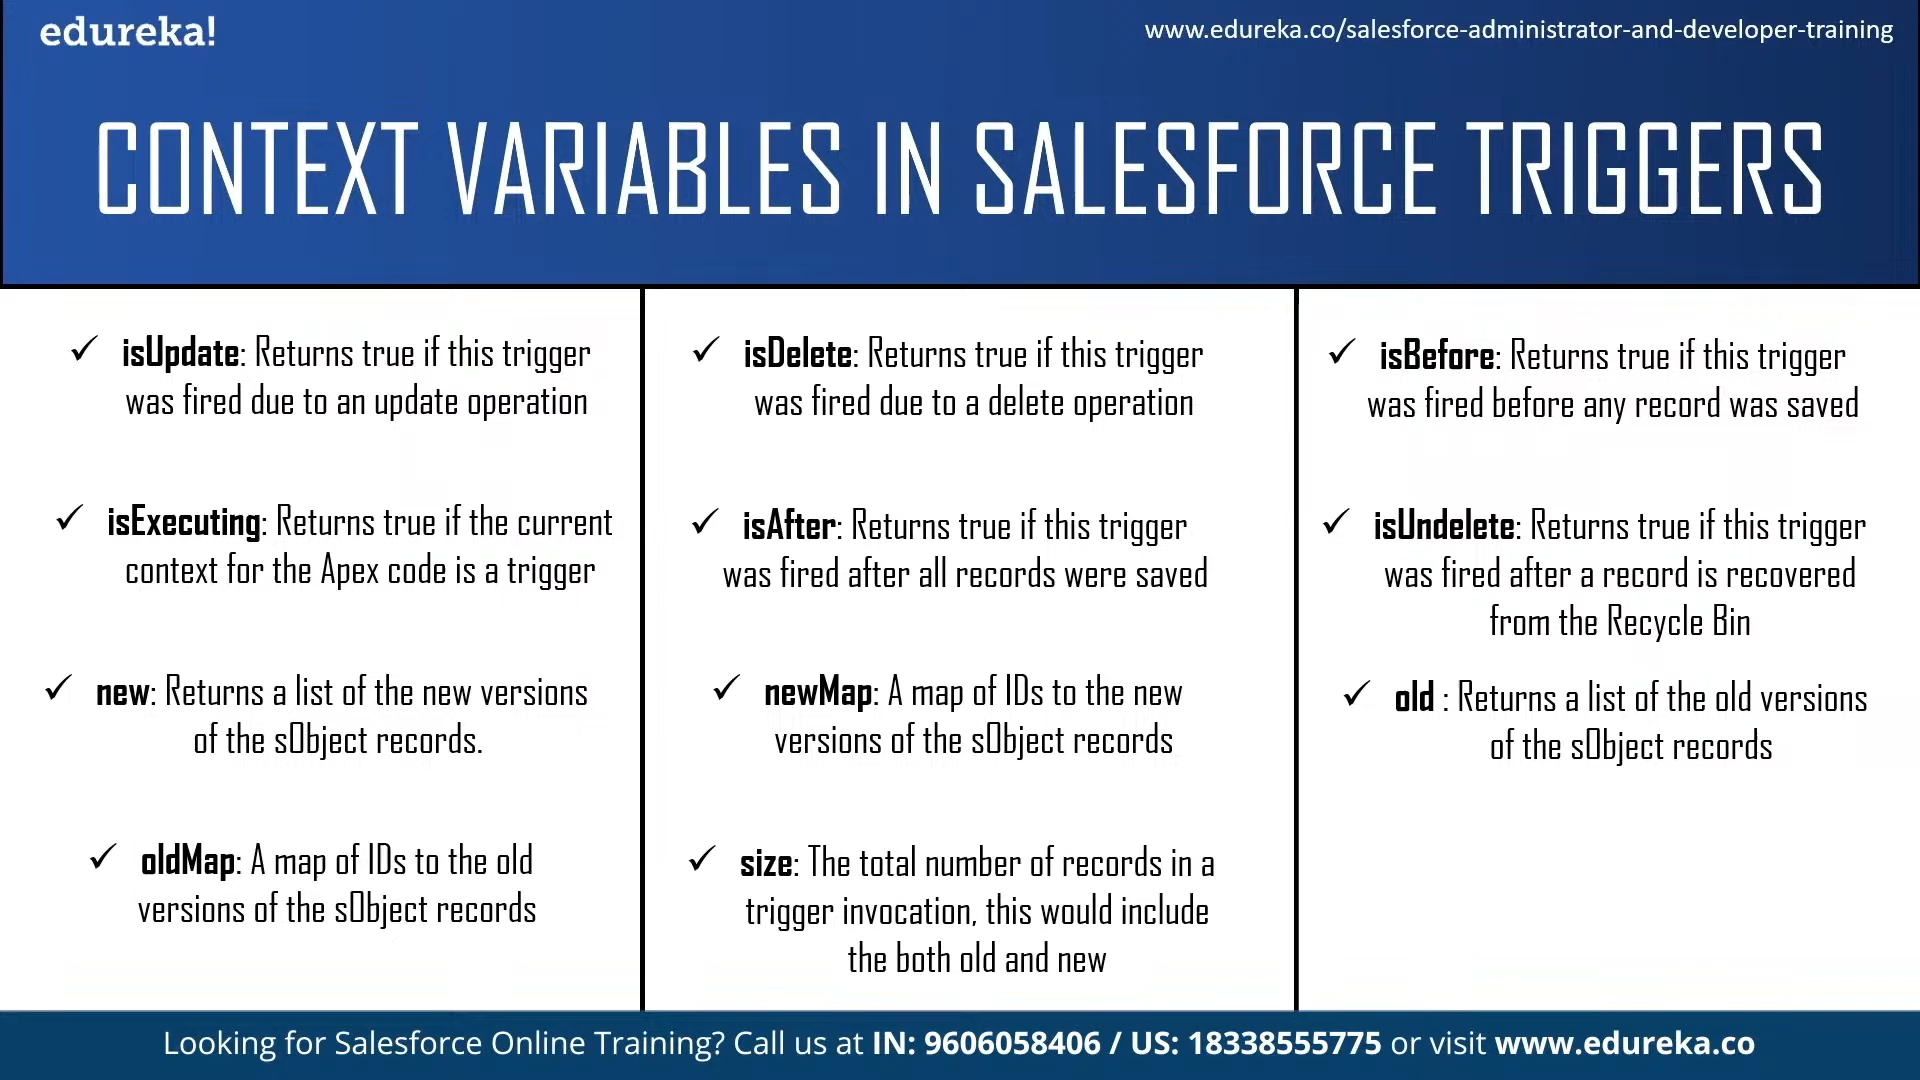 edureka!
www.edureka.co/salesforce-administrator-and-developer-training
CONTEXT VARIABLES IN SALESFORCE TRIGGERS
✓ isUpdate: Returns true if this trigger
was fired due to an update operation
✓ isExecuting: Returns true if the current
context for the Apex code is a trigger
✓ new: Returns a list of the new versions
of the sObject records.
✓ oldMap: A map of IDs to the old
versions of the sObject records
✓ isDelete: Returns true if this trigger
was fired due to a delete operation
✓ isAfter: Returns true if this trigger
was fired after all records were saved
✓ newMap: A map of IDs to the new
versions of the sObject records
✓ size: The total number of records in a
trigger invocation, this would include
the both old and new
✓ isBefore: Returns true if this trigger
was fired before any record was saved
✓ isUndelete: Returns true if this trigger
was fired after a record is recovered
from the Recycle Bin
✓ old : Returns a list of the old versions
of the sObject records
Looking for Salesforce Online Training? Call us at IN: 9606058406 / US: 18338555775 or visit www.edureka.co